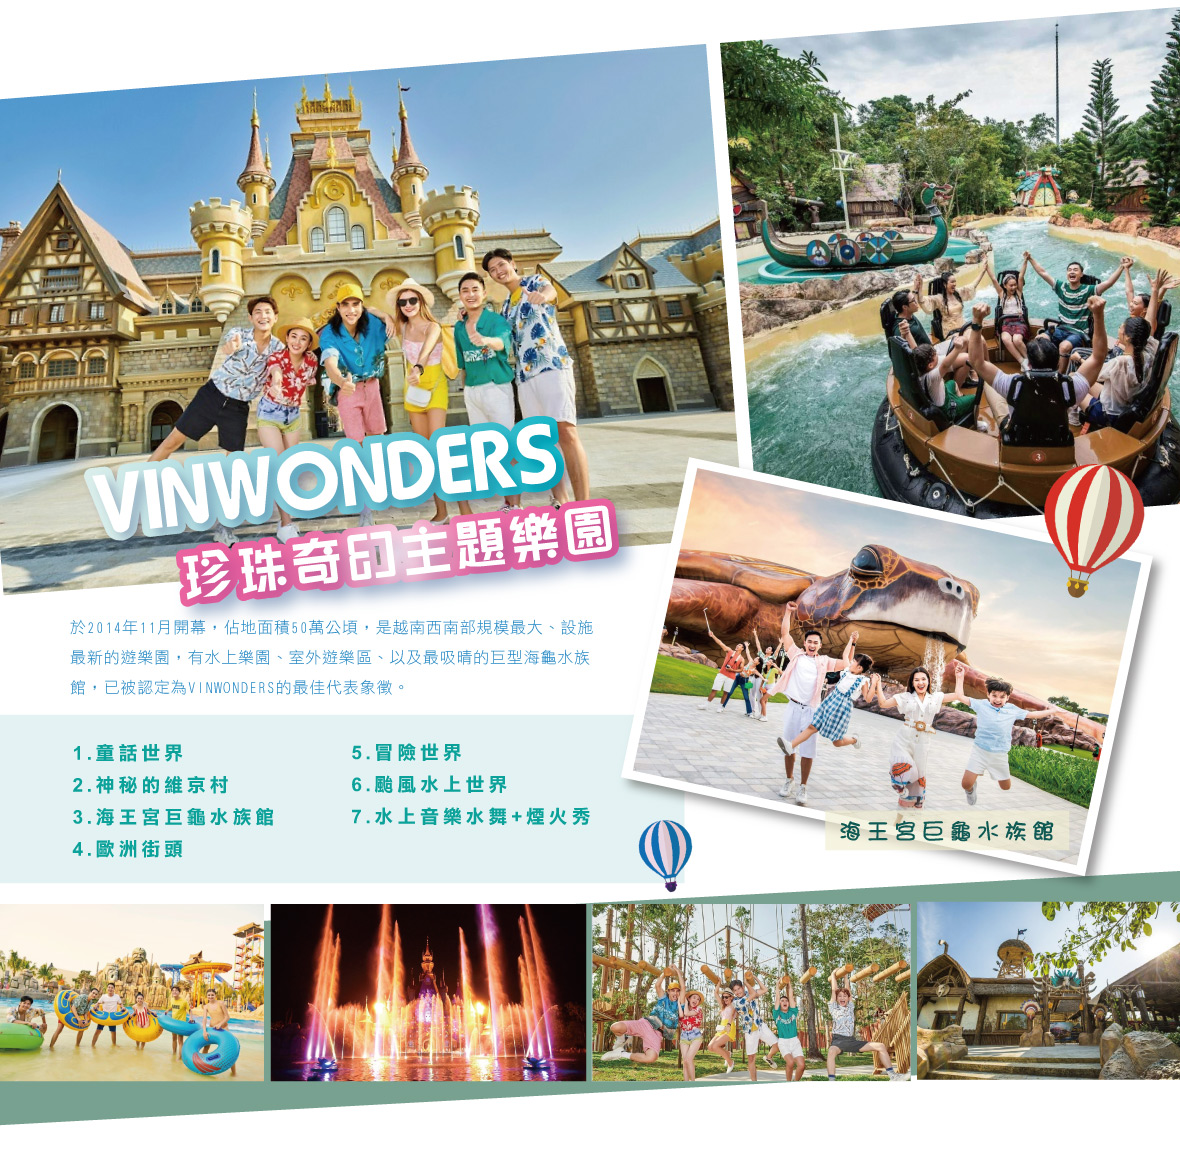 VINWONDERS
珍珠奇幻主題樂園
於2014年11月開幕，佔地面積50萬公頃，是越南西南部規模最大、設施
最新的遊樂園，有水上樂園、室外遊樂區、以及最吸晴的巨型海龜水族
館，已被認定為VINWONDERS的最佳代表象徵。
1.童話世界
2.神秘的維京村
3.海王宮巨龜水族館
4.歐洲街頭
5.冒險世界
6.颱風水上世界
7.水上音樂水舞+煙火秀
海王宮巨龜水族館
3